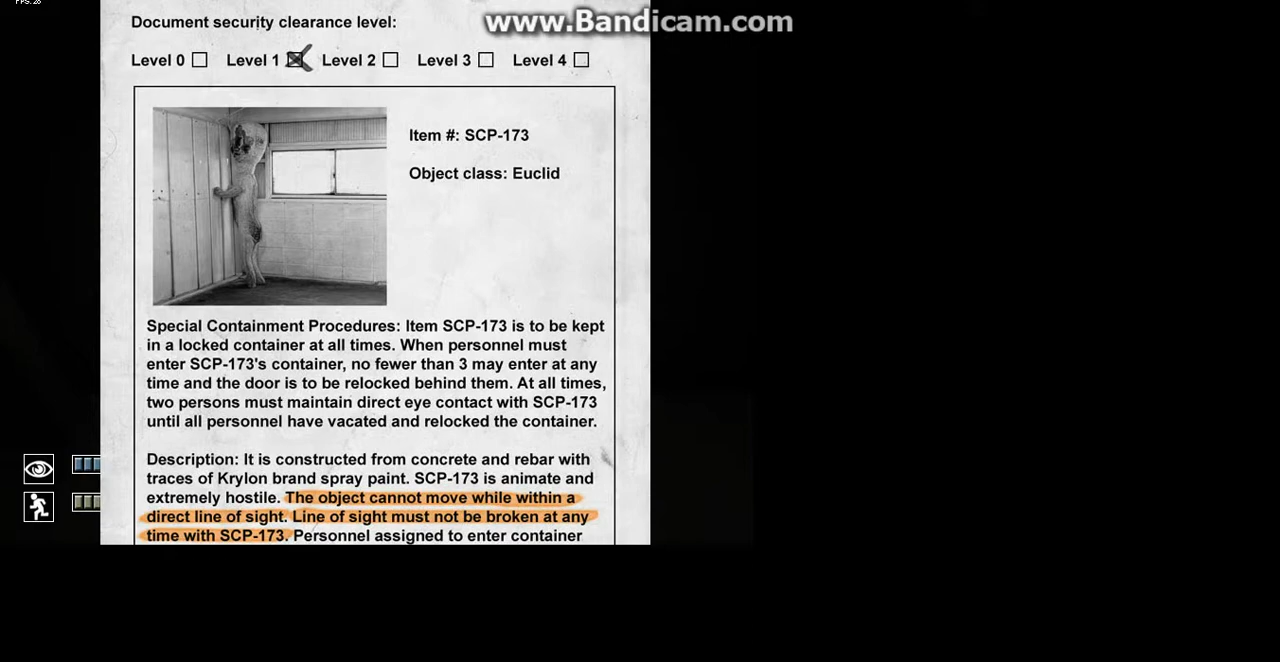 FPS: 26
www.Bandicam.com
Document security clearance level:
Level 0 Level 1 Level 2 Level 3 Level 4
Item #: SCP-173
Object class: Euclid
Special Containment Procedures: Item SCP-173 is to be kept
in a locked container at all times. When personnel must
enter SCP-173's container, no fewer than 3 may enter at any
time and the door is to be relocked behind them. At all times,
two persons must maintain direct eye contact with SCP-173
until all personnel have vacated and relocked the container.
Description: It is constructed from concrete and rebar with
traces of Krylon brand spray paint. SCP-173 is animate and
extremely hostile. The object cannot move while within a
direct line of sight. Line of sight must not be broken at any
time with SCP-173. Personnel assigned to enter container